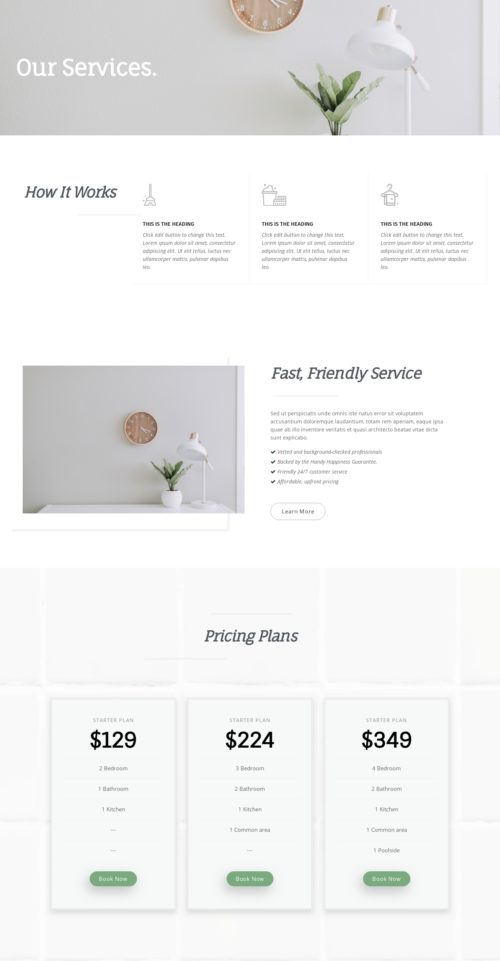 Our Services.
How It Works
THIS IS THE HEADING
Click edit button to change this text.
Lorem ipsum dolor sit amet, consectetur
adipiscing elit. Ut elit tellus, luctus nec
ullamcorper mattis, pulvinar dapibus
leo.
THIS IS THE HEADING
Click edit button to change this text.
Lorem ipsum dolor sit amet, consectetur
adipiscing elit. Ut elit tellus, luctus nec
ullamcorper mattis, pulvinar dapibus
leo.
THIS IS THE HEADING
Click edit button to change this text.
Lorem ipsum dolor sit amet, consectetur
adipiscing elit. Ut elit tellus, luctus nec
ullamcorper mattis, pulvinar dapibus
leo.
Fast, Friendly Service
Sed ut perspiciatis unde omnis iste natus error sit voluptatem
accusantium doloremque laudantium, totam rem aperiam, eaque ipsa
quae ab illo inventore veritatis et quasi architecto beatae vitae dicta
sunt explicabo.
Vetted and background-checked professionals
Backed by the Handy Happiness Guarantee.
Friendly 24/7 customer service
Affordable, upfront pricing
Learn More
Pricing Plans
STARTER PLAN
$129
2 Bedroom
1 Bathroom
1 Kitchen
---
---
Book Now
STARTER PLAN
$224
3 Bedroom
2 Bathroom
1 Kitchen
1 Common area
---
Book Now
STARTER PLAN
$349
4 Bedroom
2 Bathroom
1 Kitchen
1 Common area
1 Poolside
Book Now